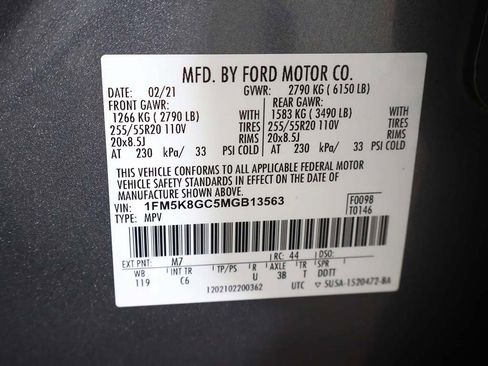 MFD. BY FORD MOTOR CO.
DATE: 02/21 GVWR: 2790 KG ( 6150 LB)
FRONT GAWR: REAR GAWR:
1266 KG ( 2790 LB) 1583 KG ( 3490 LB)
255/55R20 110V WITH TIRES 255/55R20 110V WITH TIRES
20x8.5J RIMS 20x8.5J RIMS
AT 230 kPa/ 33 PSI COLD AT 230 kPa/ 33 PSI COLD
THIS VEHICLE CONFORMS TO ALL APPLICABLE FEDERAL MOTOR
VEHICLE SAFETY STANDARDS IN EFFECT ON THE DATE OF
MANUFACTURE SHOWN ABOVE.
VIN: 1FM5K8GC5MGB13563 F0098
TYPE: MPV T0146
EXT PNT: M7 RC: 44 DSO:
WB INT TR TP/PS R AXLE TR SPR
119 C6 U 3B T DDTT
1202102200362 UTC ▽ SUSA-1520472-BA